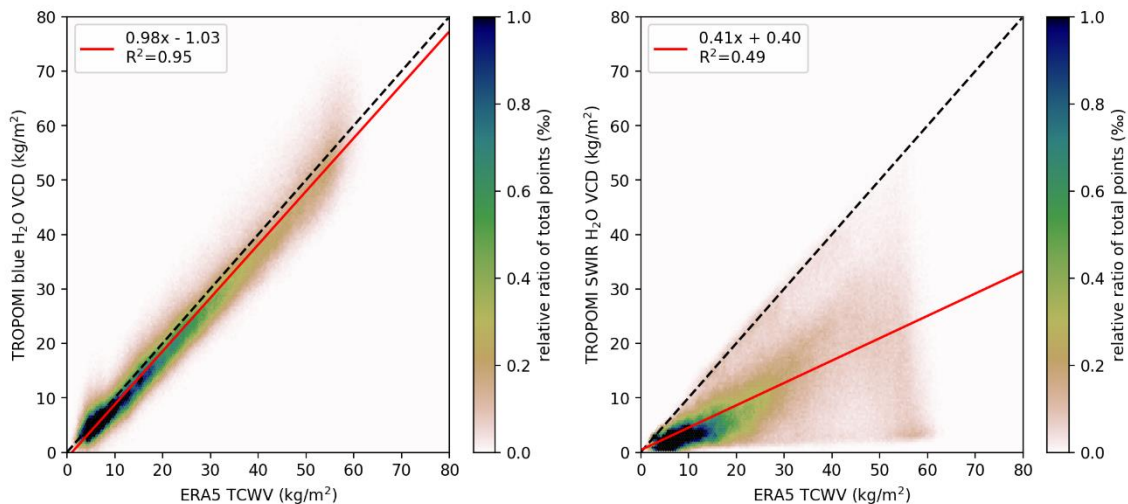 0.98x - 1.03
R²=0.95
80
70
60
50
40
30
20
10
0
TROPOMI blue H₂O VCD (kg/m²)
0 10 20 30 40 50 60 70 80
ERA5 TCWV (kg/m²)
1.0
0.8
0.6
0.4
0.2
0.0
relative ratio of total points (‰)
0.41x + 0.40
R²=0.49
80
70
60
50
40
30
20
10
0
TROPOMI SWIR H₂O VCD (kg/m²)
0 10 20 30 40 50 60 70 80
ERA5 TCWV (kg/m²)
1.0
0.8
0.6
0.4
0.2
0.0
relative ratio of total points (‰)